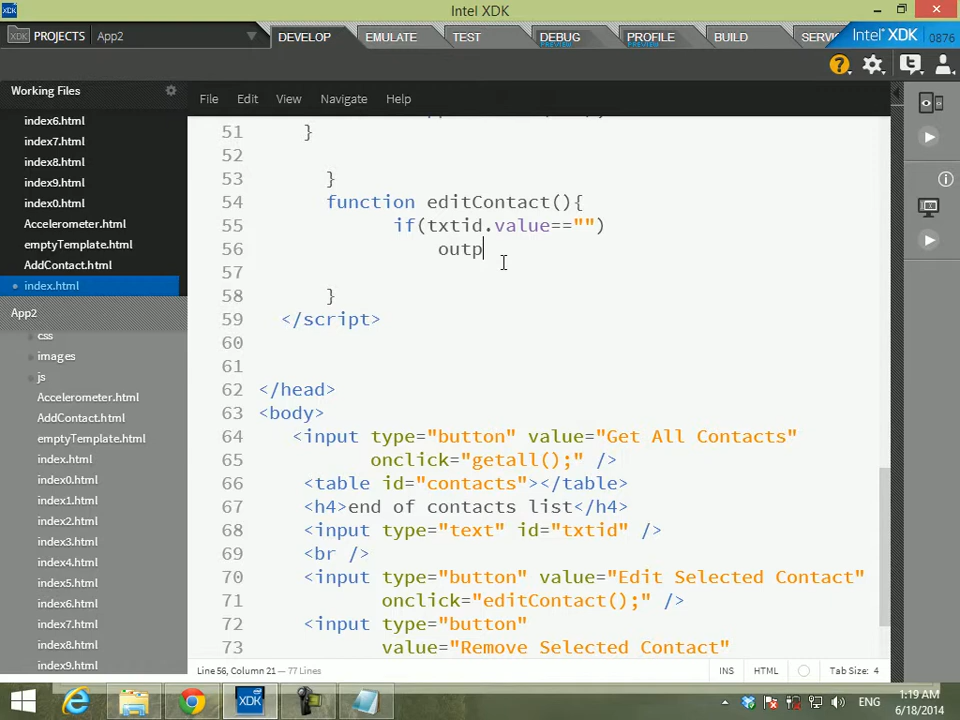 Intel XDK
PROJECTS App2
DEVELOP EMULATE TEST DEBUG PREVIEW PROFILE PREVIEW BUILD Intel® XDK 0876
Working Files
index6.html
index7.html
index8.html
index9.html
index0.html
Accelerometer.html
emptyTemplate.html
AddContact.html
index.html
App2
css
images
js
Accelerometer.html
AddContact.html
emptyTemplate.html
index.html
index0.html
index1.html
index2.html
index3.html
index4.html
index5.html
index6.html
index7.html
index8.html
index9.html
File Edit View Navigate Help
51 }
52
53 }
54 function editContact(){
55 if(txtid.value=="")
56 outp
57
58 }
59 </script>
60
61
62 </head>
63 <body>
64 <input type="button" value="Get All Contacts"
65 onclick="getall();" />
66 <table id="contacts"></table>
67 <h4>end of contacts list</h4>
68 <input type="text" id="txtid" />
69 <br />
70 <input type="button" value="Edit Selected Contact"
71 onclick="editContact();" />
72 <input type="button"
73 value="Remove Selected Contact"
Line 56, Column 21 — 77 Lines INS HTML Tab Size: 4
XDK ENG 1:19 AM
6/18/2014